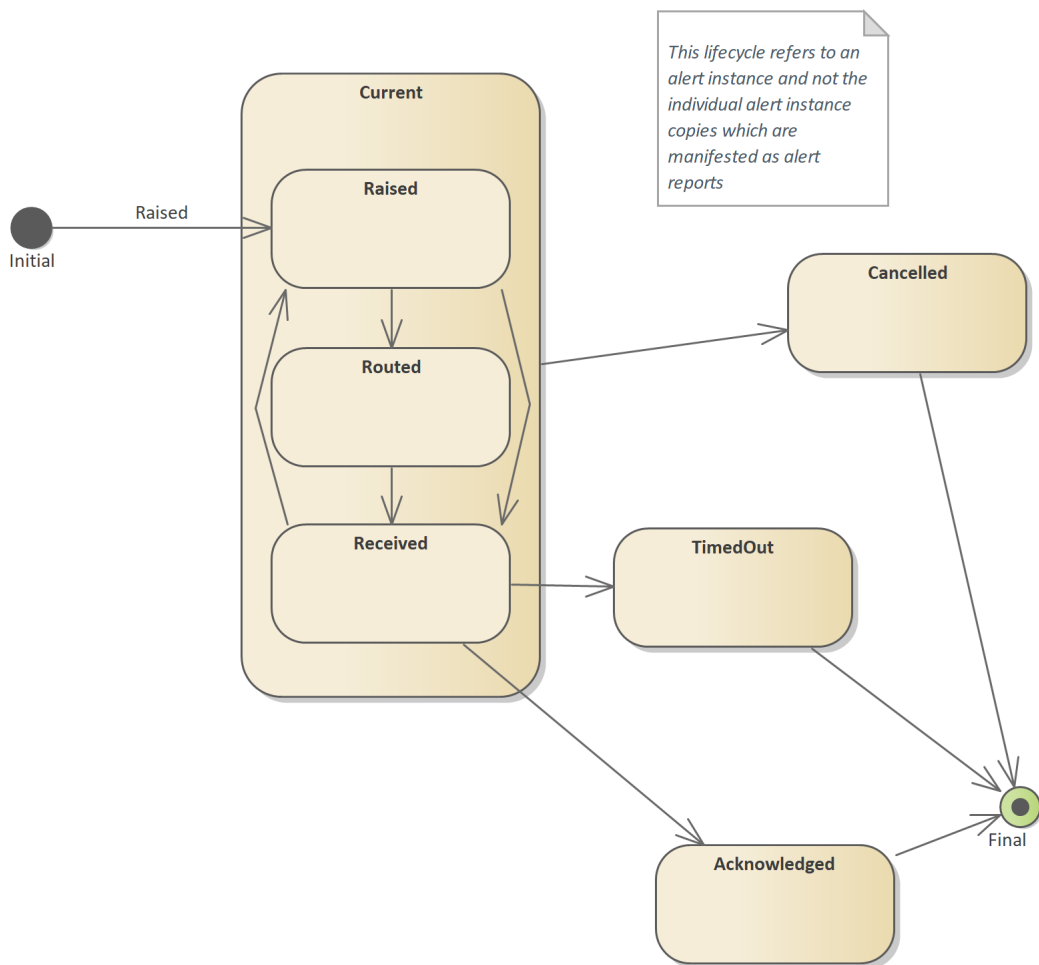 This lifecycle refers to an
alert instance and not the
individual alert instance
copies which are
manifested as alert
reports
Current
Raised
Raised
Initial
Cancelled
Routed
Received
TimedOut
Final
Acknowledged